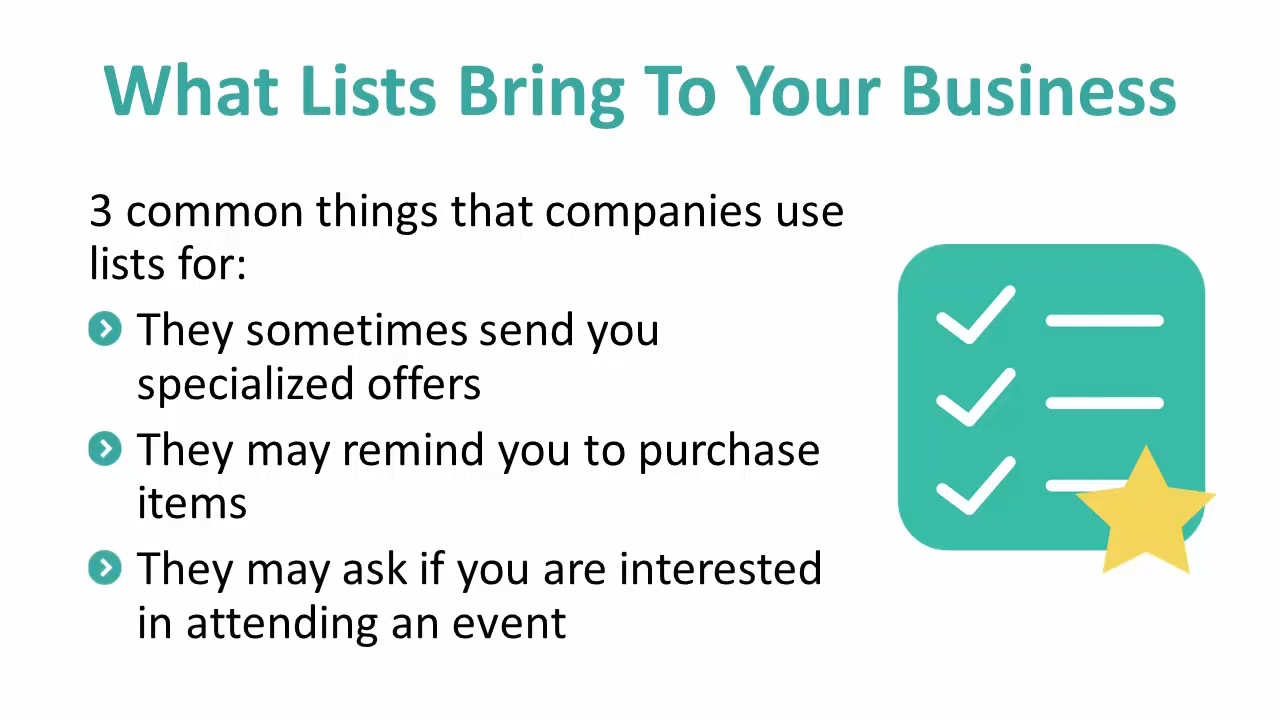 What Lists Bring To Your Business
3 common things that companies use
lists for:
They sometimes send you
specialized offers
They may remind you to purchase
items
They may ask if you are interested
in attending an event